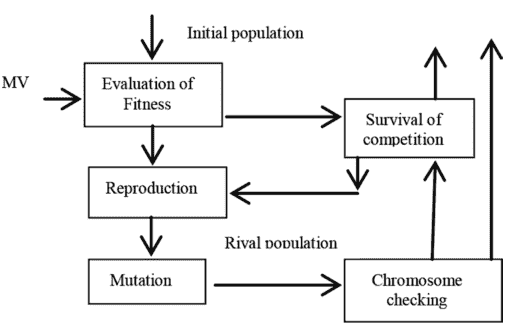 Initial population
MV
Evaluation of
Fitness
Survival of
competition
Reproduction
Rival population
Mutation
Chromosome
checking